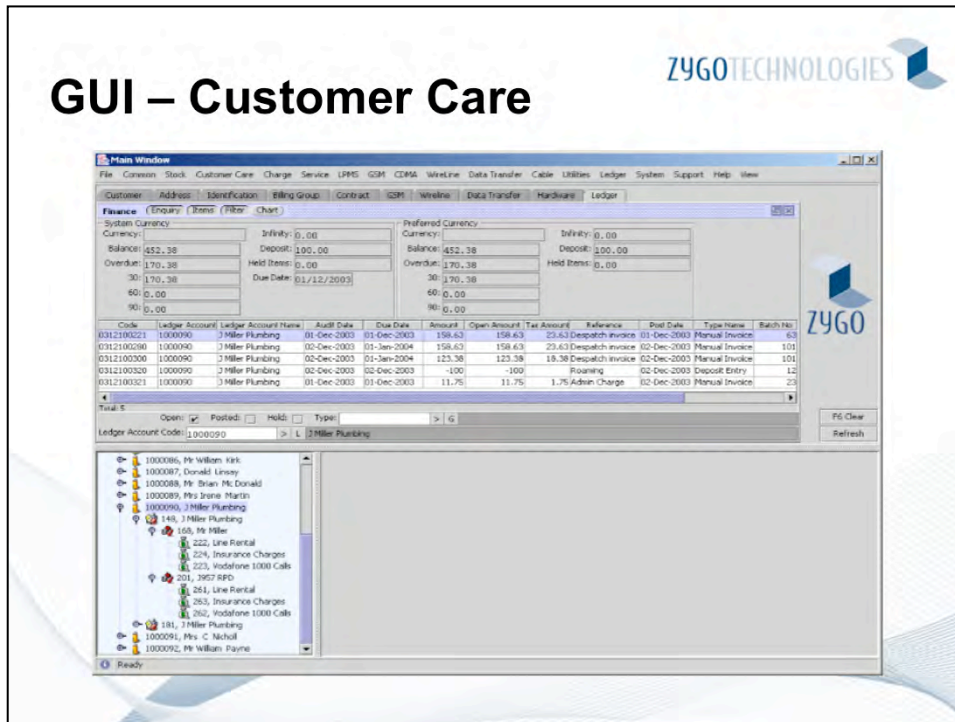 ZYGOTECHNOLOGIES
GUI – Customer Care
Main Window
File Common Stock Customer Care Charge Service LPMS GSM CDMA WireLine Data Transfer Cable Utilities Ledger System Support Help View
Customer Address Identification Billing Group Contract GSM Wireline Data Transfer Hardware Ledger
Finance Enquiry Items Filter Chart
System Currency Preferred Currency
Currency: Infinity: 0.00 Currency: Infinity: 0.00
Balance: 452.38 Deposit: 100.00 Balance: 452.38 Deposit: 100.00
Overdue: 170.38 Held Items: 0.00 Overdue: 170.38 Held Items: 0.00
30: 170.38 Due Date: 01/12/2003 30: 170.38
60: 0.00 60: 0.00
90: 0.00 90: 0.00
ZYGO
Code Ledger Account Ledger Account Name Audit Date Due Date Amount Open Amount Tax Amount Reference Post Date Type Name Batch No
0312100221 1000090 J Miller Plumbing 01-Dec-2003 01-Dec-2003 158.63 158.63 23.63 Despatch invoice 01-Dec-2003 Manual Invoice 63
0312100280 1000090 J Miller Plumbing 02-Dec-2003 01-Jan-2004 158.63 158.63 23.63 Despatch invoice 02-Dec-2003 Manual Invoice 101
0312100300 1000090 J Miller Plumbing 02-Dec-2003 01-Jan-2004 123.38 123.38 18.38 Despatch invoice 02-Dec-2003 Manual Invoice 101
0312100320 1000090 J Miller Plumbing 02-Dec-2003 02-Dec-2003 -100 -100 Roaming 02-Dec-2003 Deposit Entry 12
0312100321 1000090 J Miller Plumbing 01-Dec-2003 01-Dec-2003 11.75 11.75 1.75 Admin Charge 02-Dec-2003 Manual Invoice 23
Total: 5
Open: Posted: Held: Type: > G F6 Clear
Ledger Account Code: 1000090 > L J Miller Plumbing Refresh
1000086, Mr William Kirk
1000087, Donald Linsay
1000088, Mr Brian Mc Donald
1000089, Mrs Irene Martin
1000090, J Miller Plumbing
148, J Miller Plumbing
168, Mr Miller
222, Line Rental
224, Insurance Charges
223, Vodafone 1000 Calls
201, J957 RPD
261, Line Rental
263, Insurance Charges
262, Vodafone 1000 Calls
181, J Miller Plumbing
1000091, Mrs C Nicholl
1000092, Mr William Payne
Ready